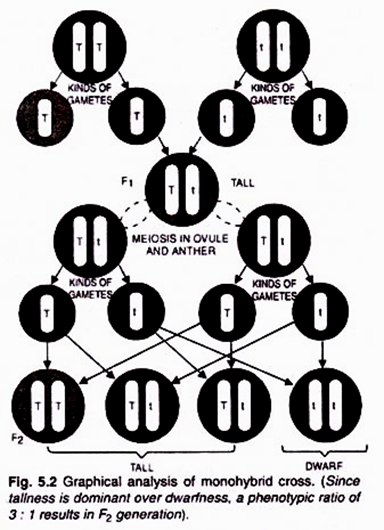 T T t t
KINDS OF KINDS OF
GAMETES GAMETES
T T t t
F1 T t TALL
T t T t
MEIOSIS IN OVULE
AND ANTHER
KINDS OF KINDS OF
GAMETES GAMETES
T t T t
T T T t T t t t
F2
TALL DWARF
Fig. 5.2 Graphical analysis of monohybrid cross. (Since
tallness is dominant over dwarfness, a phenotypic ratio of
3 : 1 results in F2 generation).